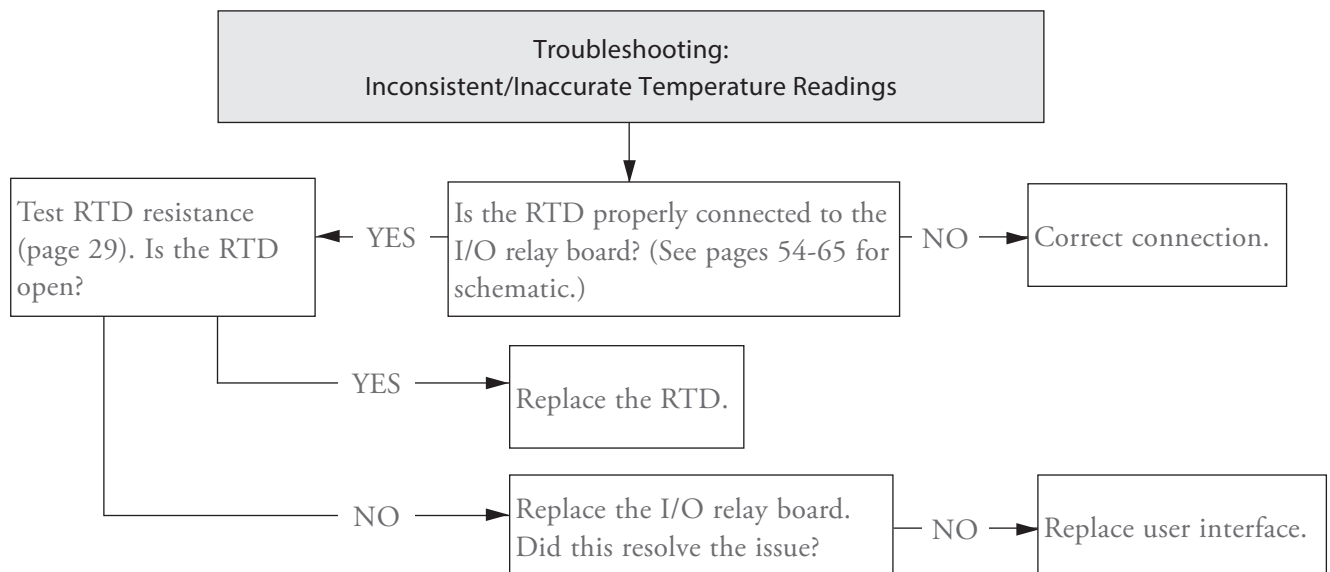 Troubleshooting:
Inconsistent/Inaccurate Temperature Readings
Test RTD resistance
(page 29). Is the RTD
open?
YES
Is the RTD properly connected to the
I/O relay board? (See pages 54-65 for
schematic.)
NO
Correct connection.
YES
Replace the RTD.
NO
Replace the I/O relay board.
Did this resolve the issue?
NO
Replace user interface.